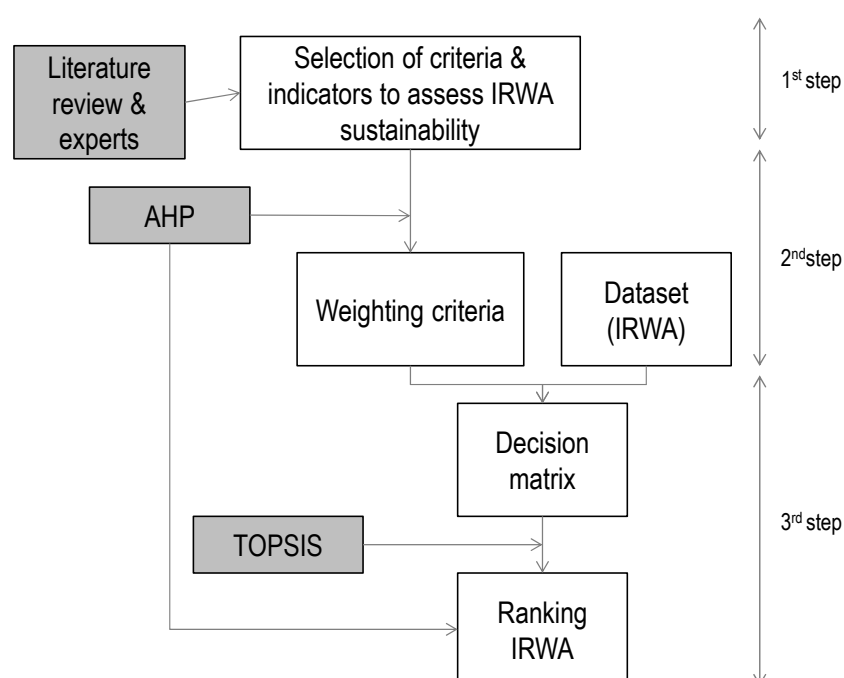 Literature
review &
experts
Selection of criteria &
indicators to assess IRWA
sustainability
1st step
AHP
2nd step
Weighting criteria
Dataset
(IRWA)
Decision
matrix
3rd step
TOPSIS
Ranking
IRWA